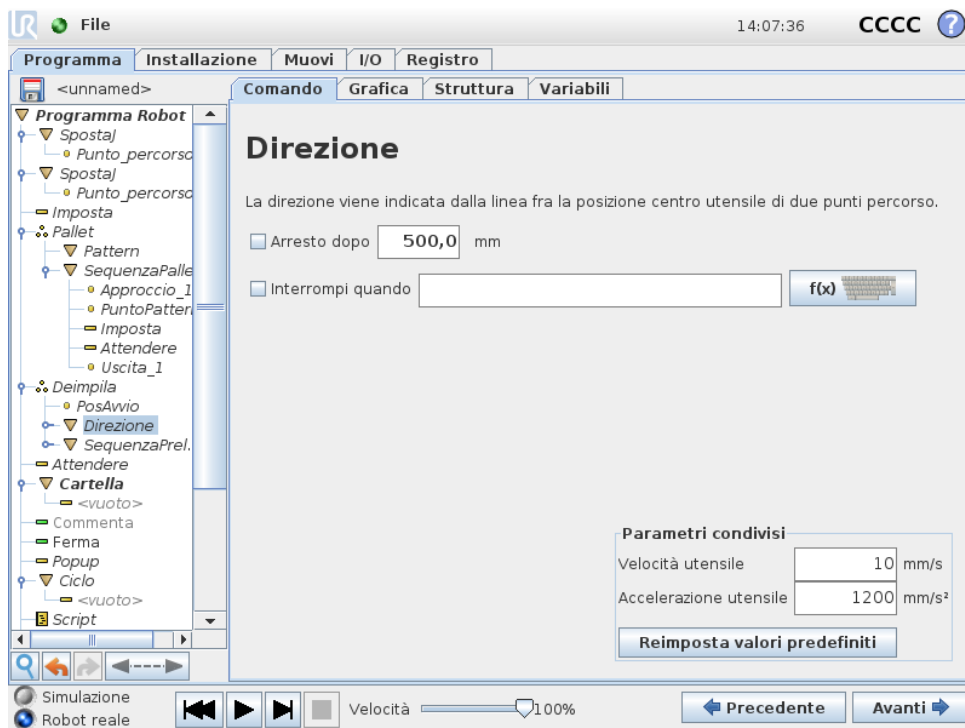 UR File 14:07:36 CCCC ?
Programma Installazione Muovi I/O Registro
<unnamed> Comando Grafica Struttura Variabili
Programma Robot
SpostaJ
Punto_percorso
SpostaJ
Punto_percorso
Imposta
Pallet
Pattern
SequenzaPalle
Approccio_1
PuntoPatter
Imposta
Attendere
Uscita_1
Deimpila
PosAvvio
Direzione
SequenzaPrel.
Attendere
Cartella
<vuoto>
Commenta
Ferma
Popup
Ciclo
<vuoto>
Script
Direzione
La direzione viene indicata dalla linea fra la posizione centro utensile di due punti percorso.
Arresto dopo 500,0 mm
Interrompi quando f(x)
Parametri condivisi
Velocità utensile 10 mm/s
Accelerazione utensile 1200 mm/s²
Reimposta valori predefiniti
Simulazione
Robot reale
Velocità 100% Precedente Avanti